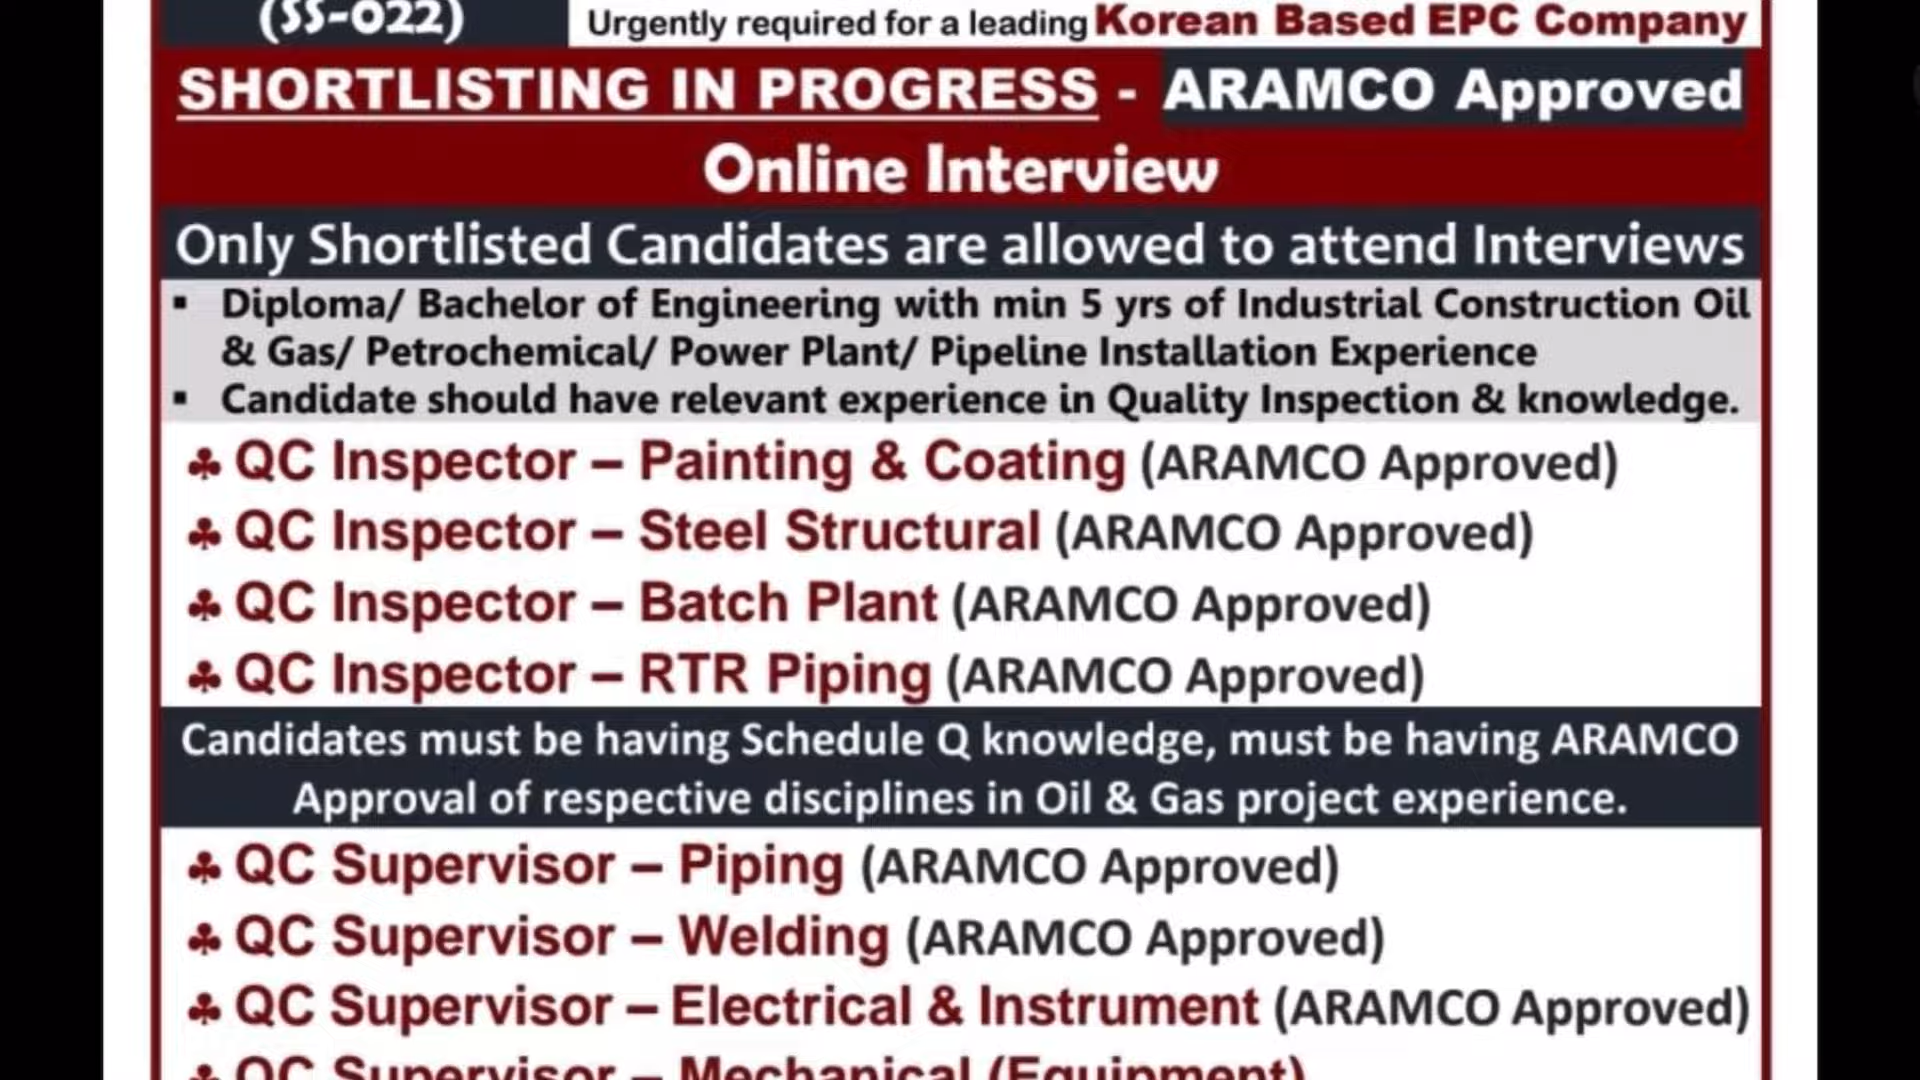 (SS-022)
Urgently required for a leading Korean Based EPC Company
SHORTLISTING IN PROGRESS - ARAMCO Approved
Online Interview
Only Shortlisted Candidates are allowed to attend Interviews
▪ Diploma/ Bachelor of Engineering with min 5 yrs of Industrial Construction Oil
& Gas/ Petrochemical/ Power Plant/ Pipeline Installation Experience
▪ Candidate should have relevant experience in Quality Inspection & knowledge.
♣ QC Inspector – Painting & Coating (ARAMCO Approved)
♣ QC Inspector – Steel Structural (ARAMCO Approved)
♣ QC Inspector – Batch Plant (ARAMCO Approved)
♣ QC Inspector – RTR Piping (ARAMCO Approved)
Candidates must be having Schedule Q knowledge, must be having ARAMCO
Approval of respective disciplines in Oil & Gas project experience.
♣ QC Supervisor – Piping (ARAMCO Approved)
♣ QC Supervisor – Welding (ARAMCO Approved)
♣ QC Supervisor – Electrical & Instrument (ARAMCO Approved)
♣ QC Supervisor – Mechanical (Equipment)